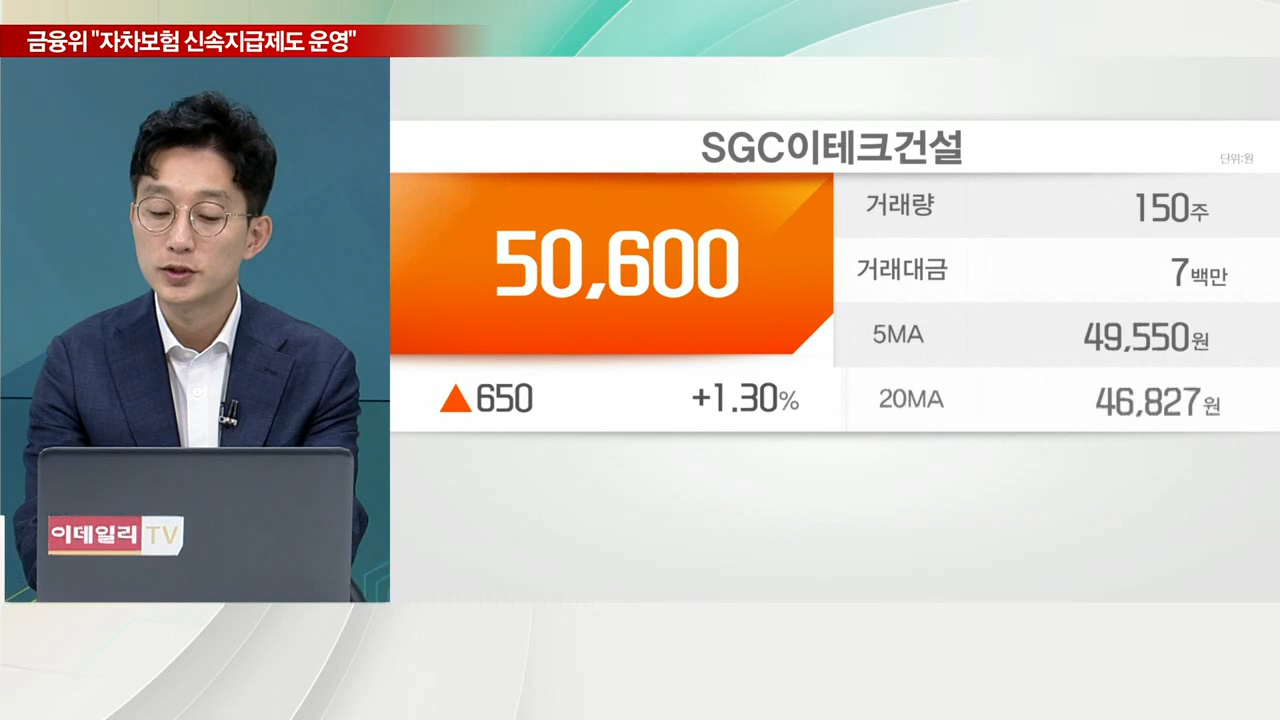 금융위 "자차보험 신속지급제도 운영"
SGC이테크건설
단위:원
50,600
▲650 +1.30%
거래량 150주
거래대금 7백만
5MA 49,550원
20MA 46,827원
이데일리 TV